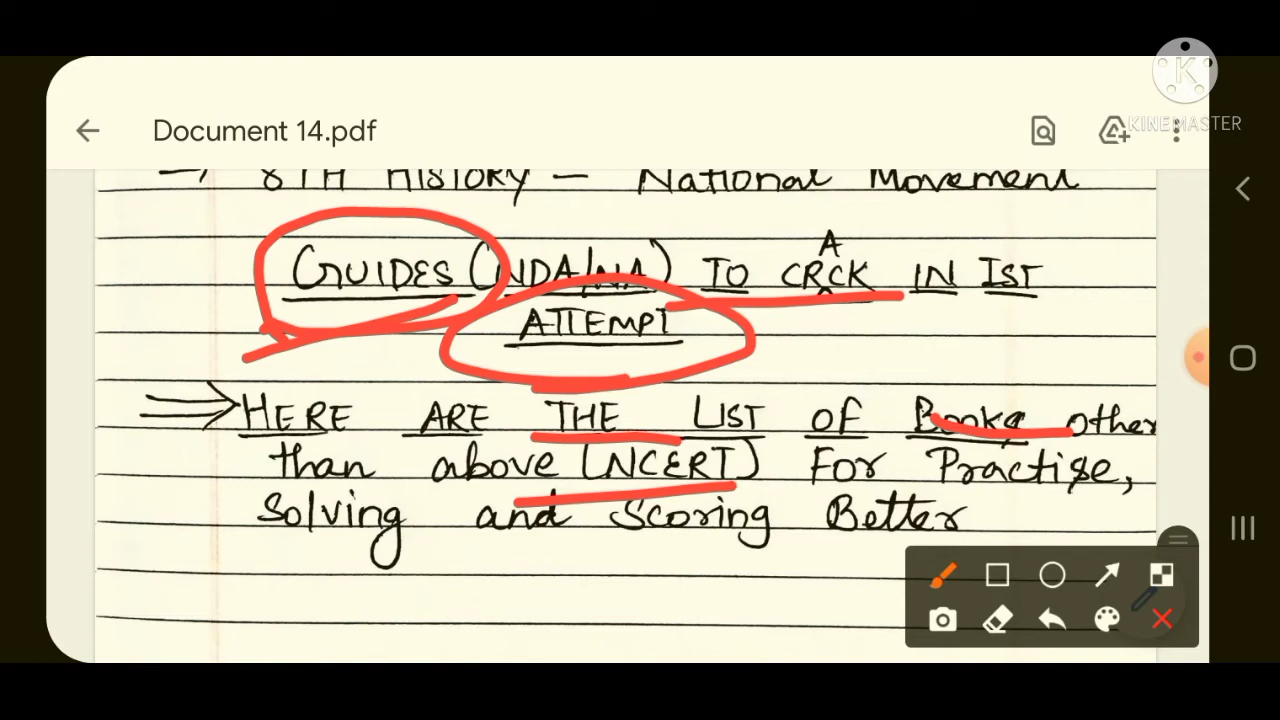 KINEMASTER
Document 14.pdf
→ 8TH HISTORY - National Movement
GUIDES (NDA/NA) TO CRACK IN Ist
ATTEMPT
⇒ HERE ARE THE LIST OF Books other
than above (NCERT) For Practise,
Solving and Scoring Better